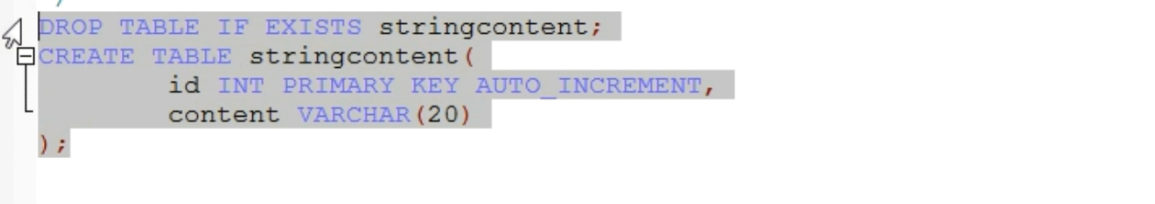 DROP TABLE IF EXISTS stringcontent;
CREATE TABLE stringcontent(
id INT PRIMARY KEY AUTO_INCREMENT,
content VARCHAR(20)
);